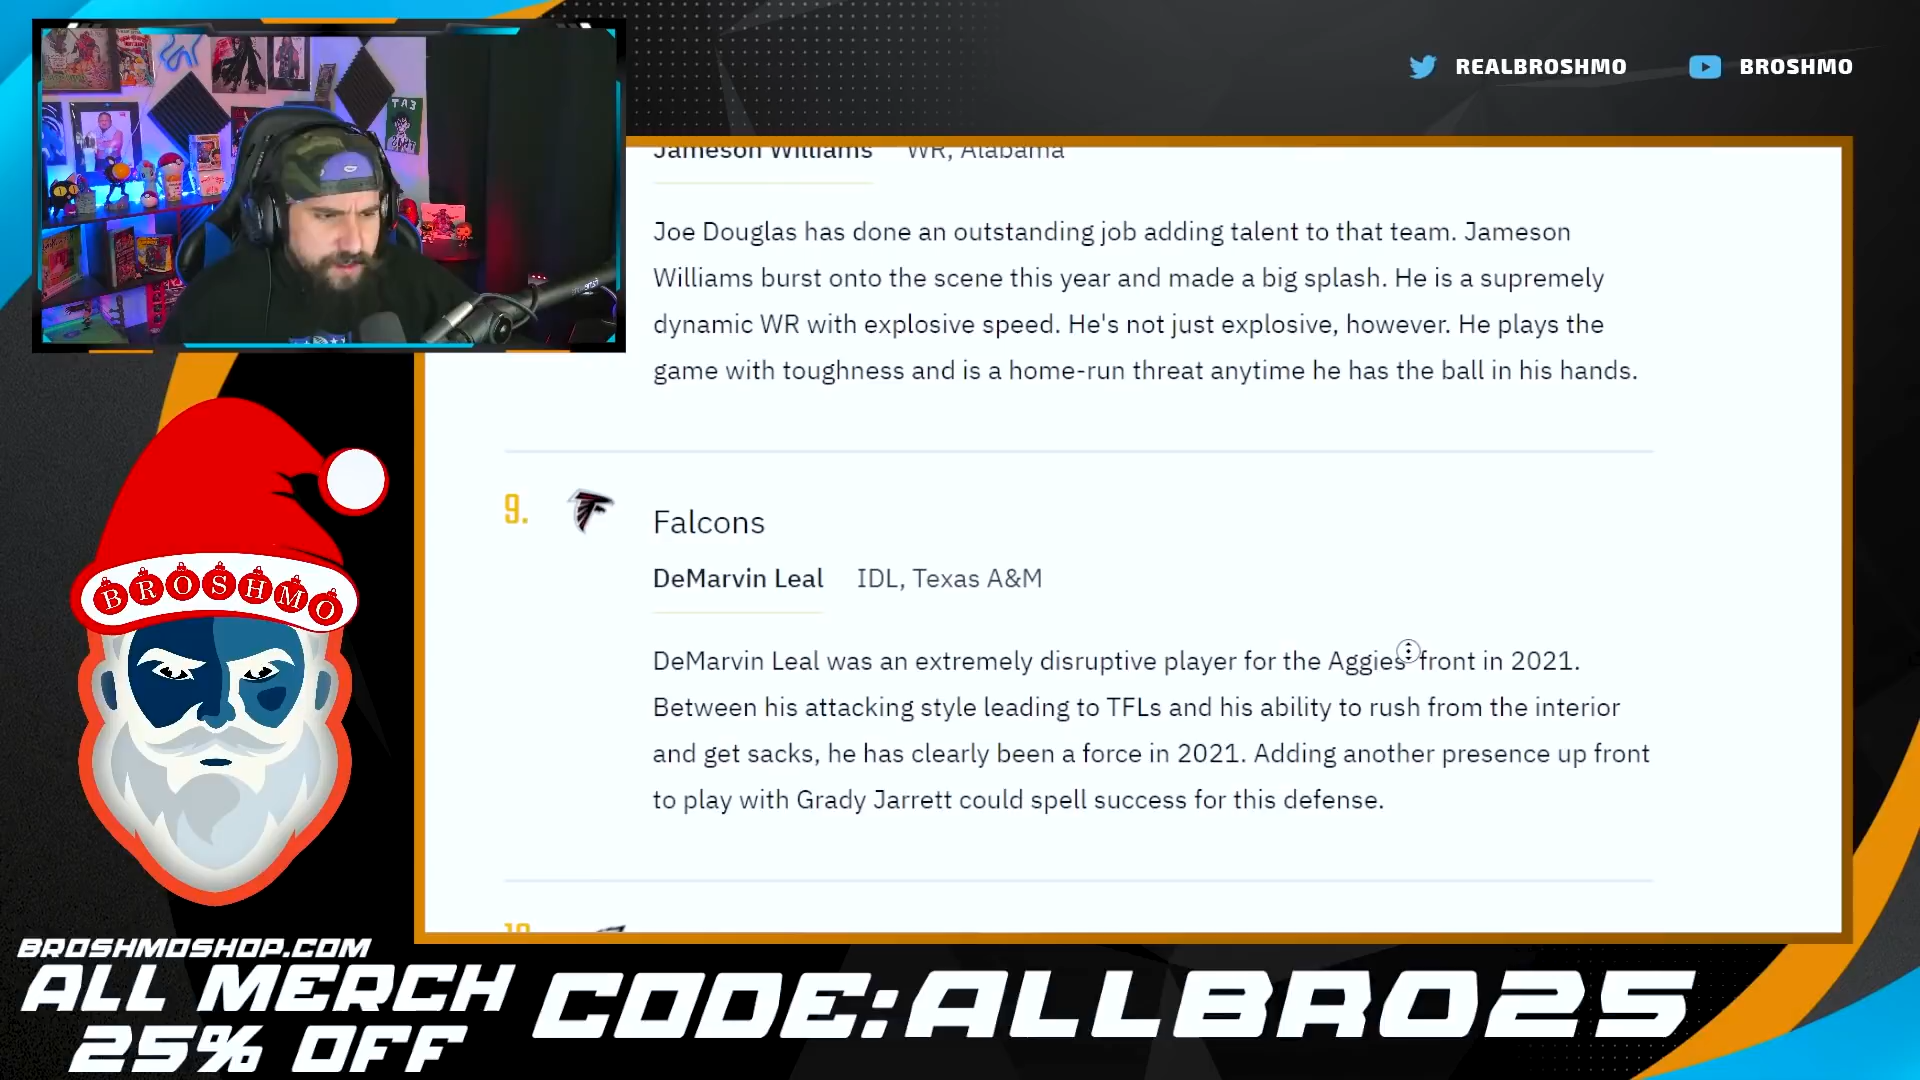 REALBROSHMO
BROSHMO
Jameson Williams WR, Alabama
Joe Douglas has done an outstanding job adding talent to that team. Jameson
Williams burst onto the scene this year and made a big splash. He is a supremely
dynamic WR with explosive speed. He's not just explosive, however. He plays the
game with toughness and is a home-run threat anytime he has the ball in his hands.
9.
Falcons
DeMarvin Leal IDL, Texas A&M
DeMarvin Leal was an extremely disruptive player for the Aggies' front in 2021.
Between his attacking style leading to TFLs and his ability to rush from the interior
and get sacks, he has clearly been a force in 2021. Adding another presence up front
to play with Grady Jarrett could spell success for this defense.
10.
BROSHMO
BROSHMOSHOP.COM
ALL MERCH
25% OFF
CODE:ALLBRO25